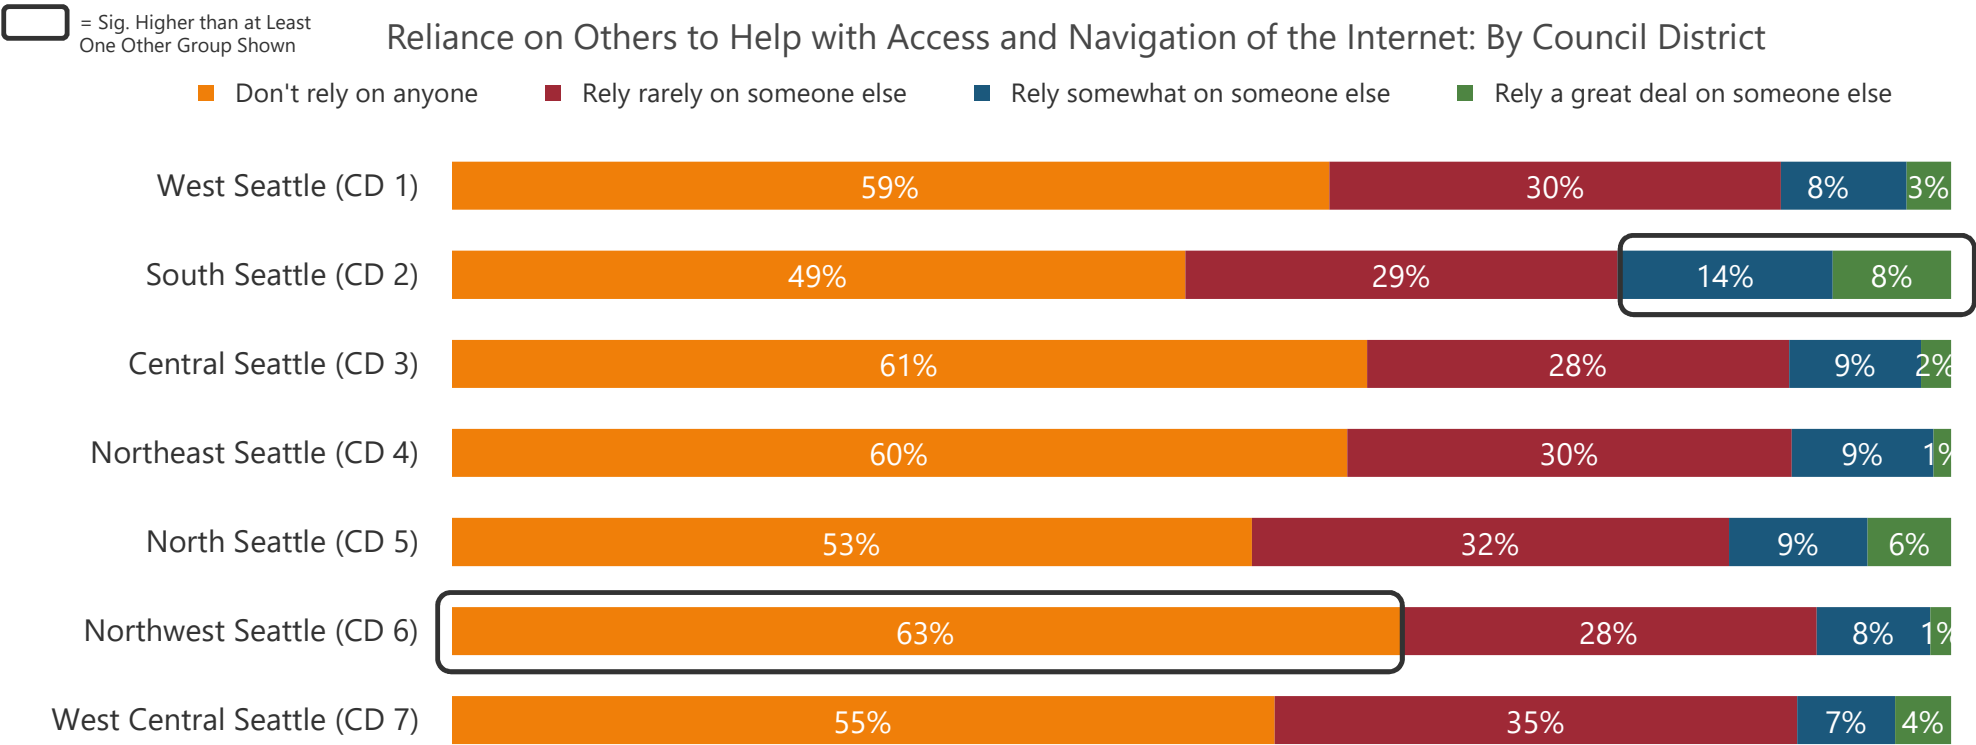 = Sig. Higher than at Least
One Other Group Shown
Reliance on Others to Help with Access and Navigation of the Internet: By Council District
Don't rely on anyone Rely rarely on someone else Rely somewhat on someone else Rely a great deal on someone else
West Seattle (CD 1) 59% 30% 8% 3%
South Seattle (CD 2) 49% 29% 14% 8%
Central Seattle (CD 3) 61% 28% 9% 2%
Northeast Seattle (CD 4) 60% 30% 9% 1%
North Seattle (CD 5) 53% 32% 9% 6%
Northwest Seattle (CD 6) 63% 28% 8% 1%
West Central Seattle (CD 7) 55% 35% 7% 4%